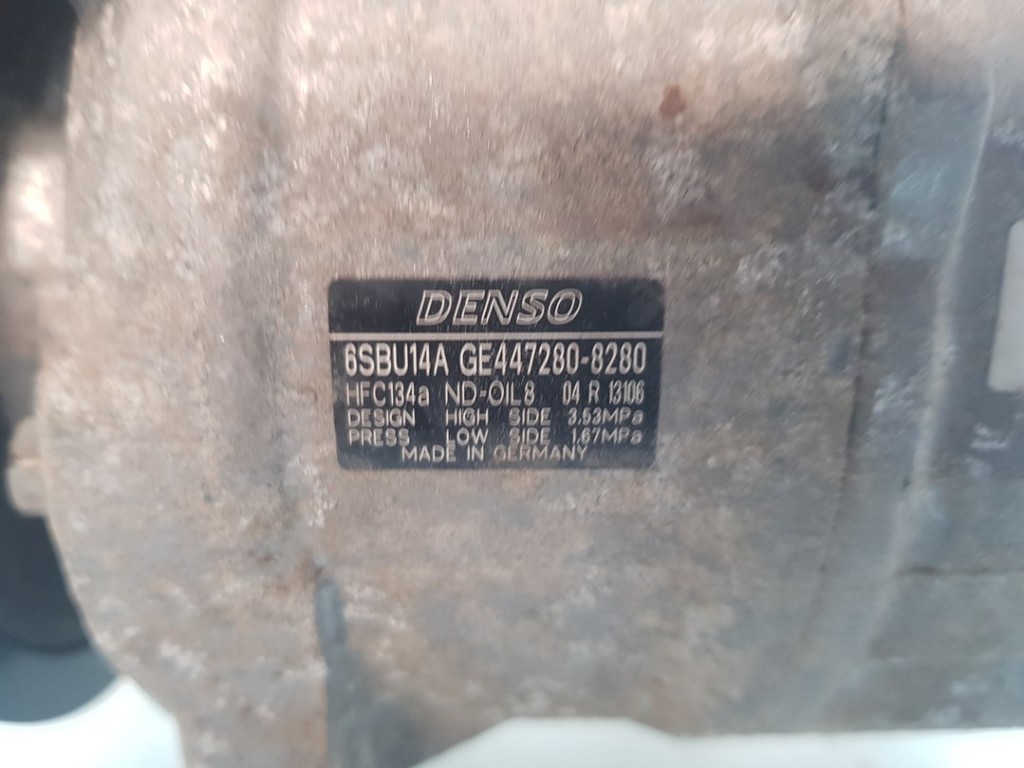 DENSO
6SBU14A GE447280-8280
HFC134a ND-OIL8 04 R 13106
DESIGN HIGH SIDE 3.53MPa
PRESS LOW SIDE 1.67MPa
MADE IN GERMANY